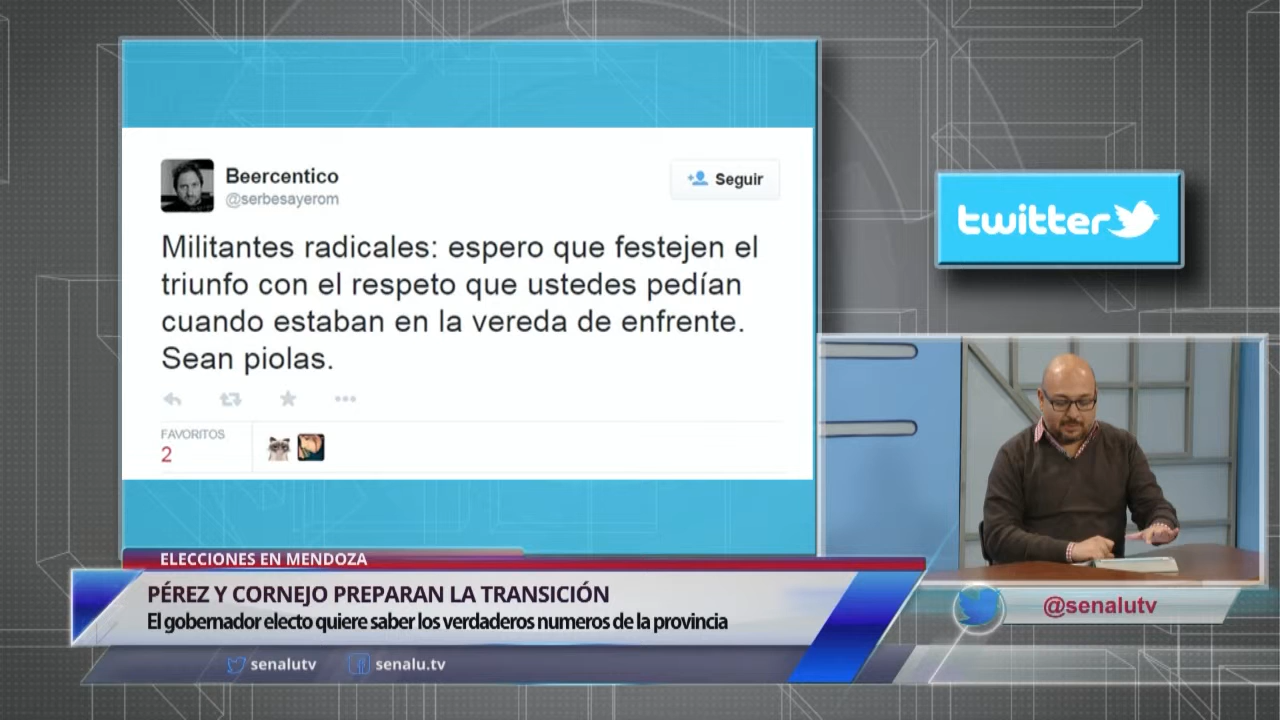 Beercentico
@serbesayerom
Seguir
Militantes radicales: espero que festejen el
triunfo con el respeto que ustedes pedían
cuando estaban en la vereda de enfrente.
Sean piolas.
FAVORITOS
2
twitter
ELECCIONES EN MENDOZA
PÉREZ Y CORNEJO PREPARAN LA TRANSICIÓN
El gobernador electo quiere saber los verdaderos numeros de la provincia
senalutv
senalu.tv
@senalutv